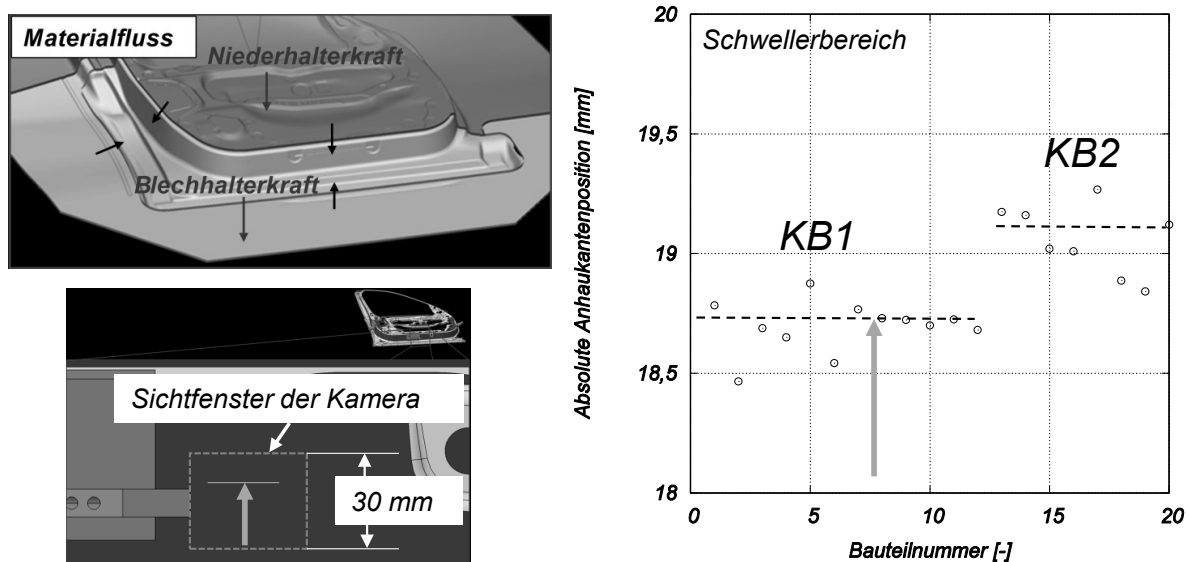 Materialfluss
Niederhalterkraft
Blechhalterkraft
Sichtfenster der Kamera
30 mm
Absolute Anhaukantenposition [mm]
20
19,5
19
18,5
18
Schwellerbereich
KB1
KB2
0
5
10
15
20
Bauteilnummer [-]